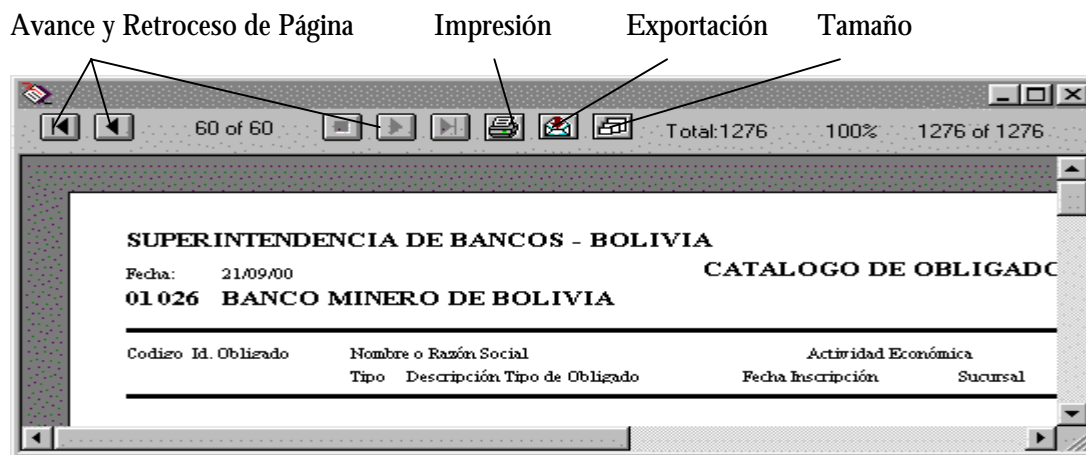 Avance y Retroceso de Página Impresión Exportación Tamaño
60 of 60 Total:1276 100% 1276 of 1276
SUPERINTENDENCIA DE BANCOS - BOLIVIA
Fecha: 21/09/00 CATALOGO DE OBLIGADO
01026 BANCO MINERO DE BOLIVIA
Codigo Id. Obligado Nombre o Razón Social Actividad Económica
Tipo Descripción Tipo de Obligado Fecha Inscripción Sucursal